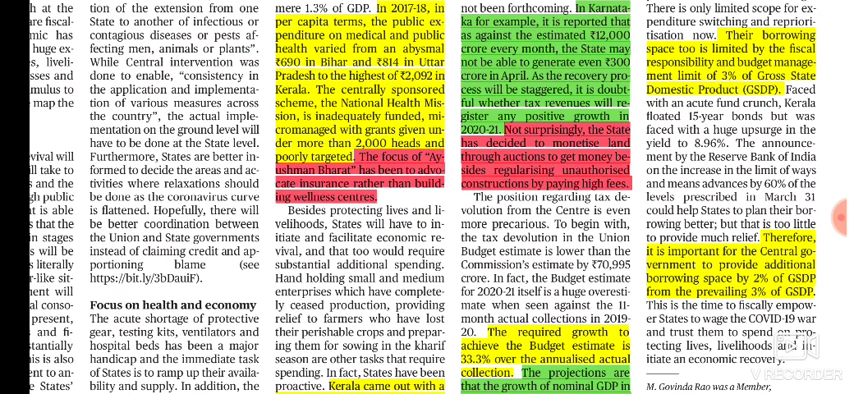 h at the
e fiscal-
mic has
huge ex-
es, liveli-
sses and
mulus to
map the
evival will
ill take to
s and the
gh public
nt is able
s that the
in stages
s will be
s literally
r-like sit-
ment will
al conso-
present,
s and fi-
stantially
is is also
ent to an-
e States'
tion of the extension from one
State to another of infectious or
contagious diseases or pests af-
fecting men, animals or plants".
While Central intervention was
done to enable, "consistency in
the application and implementa-
tion of various measures across
the country", the actual imple-
mentation on the ground level will
have to be done at the State level.
Furthermore, States are better in-
formed to decide the areas and ac-
tivities where relaxations should
be done as the coronavirus curve
is flattened. Hopefully, there will
be better coordination between
the Union and State governments
instead of claiming credit and ap-
portioning blame (see
https://bit.ly/3bDauiF).
Focus on health and economy
The acute shortage of protective
gear, testing kits, ventilators and
hospital beds has been a major
handicap and the immediate task
of States is to ramp up their availa-
bility and supply. In addition, the
mere 1.3% of GDP. In 2017-18, in
per capita terms, the public ex-
penditure on medical and public
health varied from an abysmal
₹690 in Bihar and ₹814 in Uttar
Pradesh to the highest of ₹2,092 in
Kerala. The centrally sponsored
scheme, the National Health Mis-
sion, is inadequately funded, mi-
cromanaged with grants given un-
der more than 2,000 heads and
poorly targeted. The focus of "Ay-
ushman Bharat" has been to advo-
cate insurance rather than build-
ing wellness centres.
Besides protecting lives and li-
velihoods, States will have to in-
itiate and facilitate economic re-
vival, and that too would require
substantial additional spending.
Hand holding small and medium
enterprises which have complete-
ly ceased production, providing
relief to farmers who have lost
their perishable crops and prepar-
ing them for sowing in the kharif
season are other tasks that require
spending. In fact, States have been
proactive. Kerala came out with a
not been forthcoming. In Karnata-
ka for example, it is reported that
as against the estimated ₹12,000
crore every month, the State may
not be able to generate even ₹300
crore in April. As the recovery pro-
cess will be staggered, it is doubt-
ful whether tax revenues will re-
gister any positive growth in
2020-21. Not surprisingly, the State
has decided to monetise land
through auctions to get money be-
sides regularising unauthorised
constructions by paying high fees.
The position regarding tax de-
volution from the Centre is even
more precarious. To begin with,
the tax devolution in the Union
Budget estimate is lower than the
Commission's estimate by ₹70,995
crore. In fact, the Budget estimate
for 2020-21 itself is a huge overesti-
mate when seen against the 11-
month actual collections in 2019-
20. The required growth to
achieve the Budget estimate is
33.3% over the annualised actual
collection. The projections are
that the growth of nominal GDP in
There is only limited scope for ex-
penditure switching and repriori-
tisation now. Their borrowing
space too is limited by the fiscal
responsibility and budget manage-
ment limit of 3% of Gross State
Domestic Product (GSDP). Faced
with an acute fund crunch, Kerala
floated 15-year bonds but was
faced with a huge upsurge in the
yield to 8.96%. The announce-
ment by the Reserve Bank of India
on the increase in the limit of ways
and means advances by 60% of the
levels prescribed in March 31
could help States to plan their bor-
rowing better; but that is too little
to provide much relief. Therefore,
it is important for the Central go-
vernment to provide additional
borrowing space by 2% of GSDP
from the prevailing 3% of GSDP.
This is the time to fiscally empow-
er States to wage the COVID-19 war
and trust them to spend on pro-
tecting lives, livelihoods and in-
itiate an economic recovery.
M. Govinda Rao was a Member,
V RECORDER